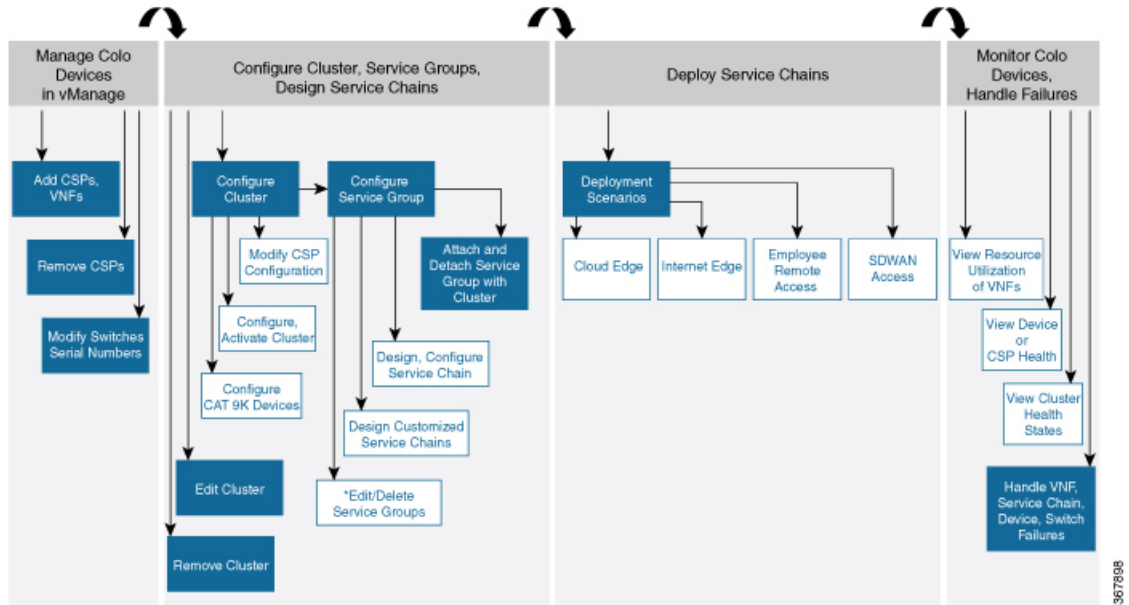 Manage Colo
Devices
in vManage
Configure Cluster, Service Groups,
Design Service Chains
Deploy Service Chains
Monitor Colo
Devices,
Handle Failures
Add CSPs,
VNFs
Remove CSPs
Modify Switches
Serial Numbers
Configure
Cluster
Configure
Service Group
Modify CSP
Configuration
Attach and
Detach Service
Group with
Cluster
Configure,
Activate Cluster
Design, Configure
Service Chain
Configure
CAT 9K Devices
Design Customized
Service Chains
Edit Cluster
*Edit/Delete
Service Groups
Remove Cluster
Deployment
Scenarios
Cloud Edge
Internet Edge
Employee
Remote
Access
SDWAN
Access
View Resource
Utilization
of VNFs
View Device
or
CSP Health
View Cluster
Health
States
Handle VNF,
Service Chain,
Device, Switch
Failures
367898